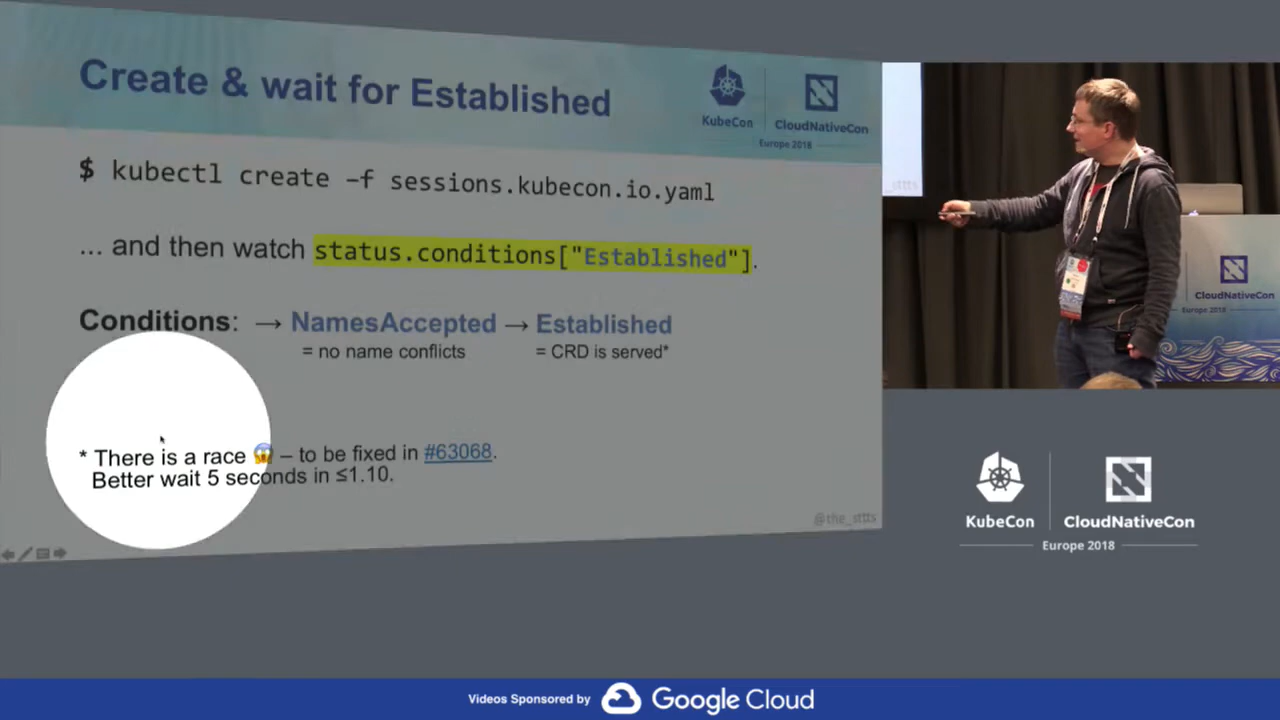 Create & wait for Established
KubeCon
CloudNativeCon
Europe 2018
$ kubectl create -f sessions.kubecon.io.yaml
... and then watch status.conditions["Established"].
Conditions: → NamesAccepted → Established
= no name conflicts
= CRD is served*
* There is a race 😱 – to be fixed in #63068.
Better wait 5 seconds in ≤1.10.
@the_sttts
_sttts
CloudNativeCon
Europe 2018
KubeCon
CloudNativeCon
Europe 2018
Videos Sponsored by Google Cloud